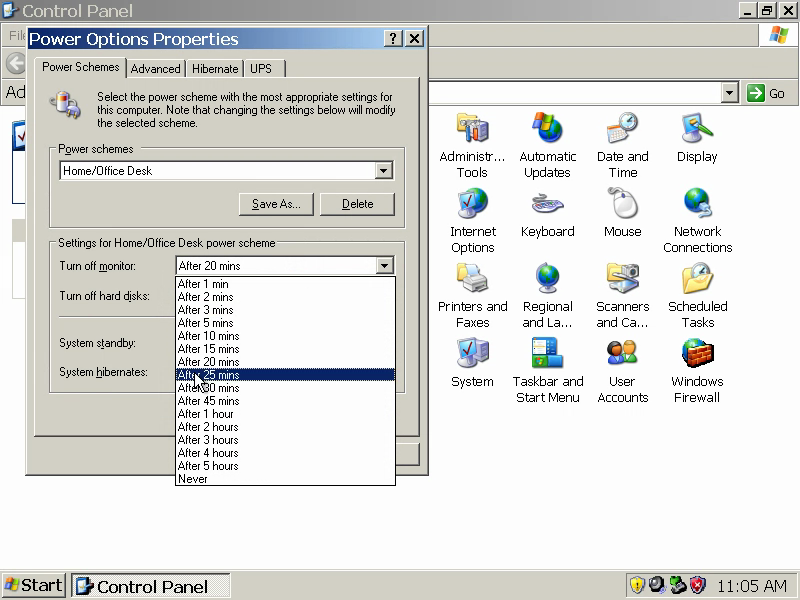 Control Panel
Fil
Power Options Properties
Power Schemes
Advanced
Hibernate
UPS
Select the power scheme with the most appropriate settings for
this computer. Note that changing the settings below will modify
the selected scheme.
Power schemes
Home/Office Desk
Save As...
Delete
Settings for Home/Office Desk power scheme
Turn off monitor:
After 20 mins
Turn off hard disks:
System standby:
System hibernates:
After 1 min
After 2 mins
After 3 mins
After 5 mins
After 10 mins
After 15 mins
After 20 mins
After 25 mins
After 30 mins
After 45 mins
After 1 hour
After 2 hours
After 3 hours
After 4 hours
After 5 hours
Never
Ad
Go
Administr...
Tools
Automatic
Updates
Date and
Time
Display
Internet
Options
Keyboard
Mouse
Network
Connections
Printers and
Faxes
Regional
and La...
Scanners
and Ca...
Scheduled
Tasks
System
Taskbar and
Start Menu
User
Accounts
Windows
Firewall
Start
Control Panel
11:05 AM